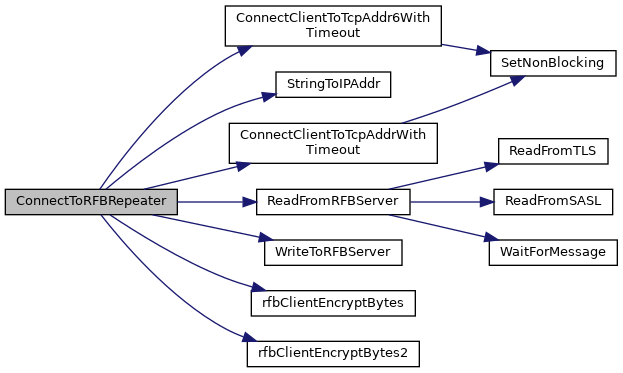 ConnectClientToTcpAddr6With
Timeout
SetNonBlocking
StringToIPAddr
ConnectClientToTcpAddrWith
Timeout
ReadFromTLS
ConnectToRFBRepeater
ReadFromRFBServer
ReadFromSASL
WriteToRFBServer
WaitForMessage
rfbClientEncryptBytes
rfbClientEncryptBytes2